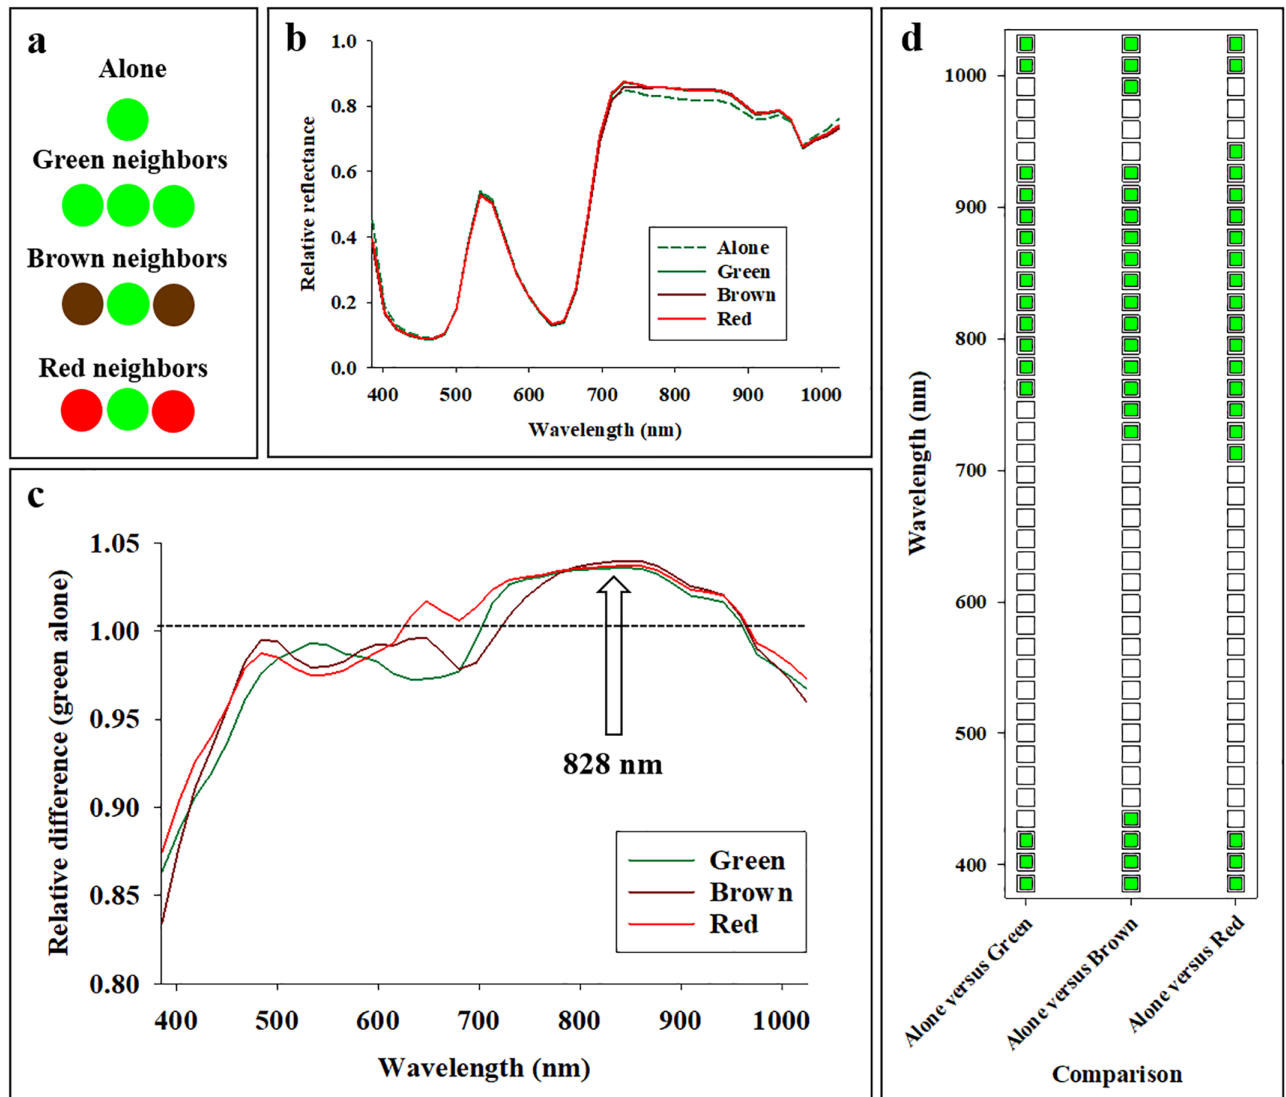 a
Alone
Green neighbors
Brown neighbors
Red neighbors
b
1.0
0.8
0.6
0.4
0.2
0.0
Relative reflectance
400 500 600 700 800 900 1000
Wavelength (nm)
Alone
Green
Brown
Red
c
1.05
1.00
0.95
0.90
0.85
0.80
Relative difference (green alone)
828 nm
Green
Brown
Red
400 500 600 700 800 900 1000
Wavelength (nm)
d
1000
900
800
700
600
500
400
Wavelength (nm)
Alone versus Green
Alone versus Brown
Alone versus Red
Comparison